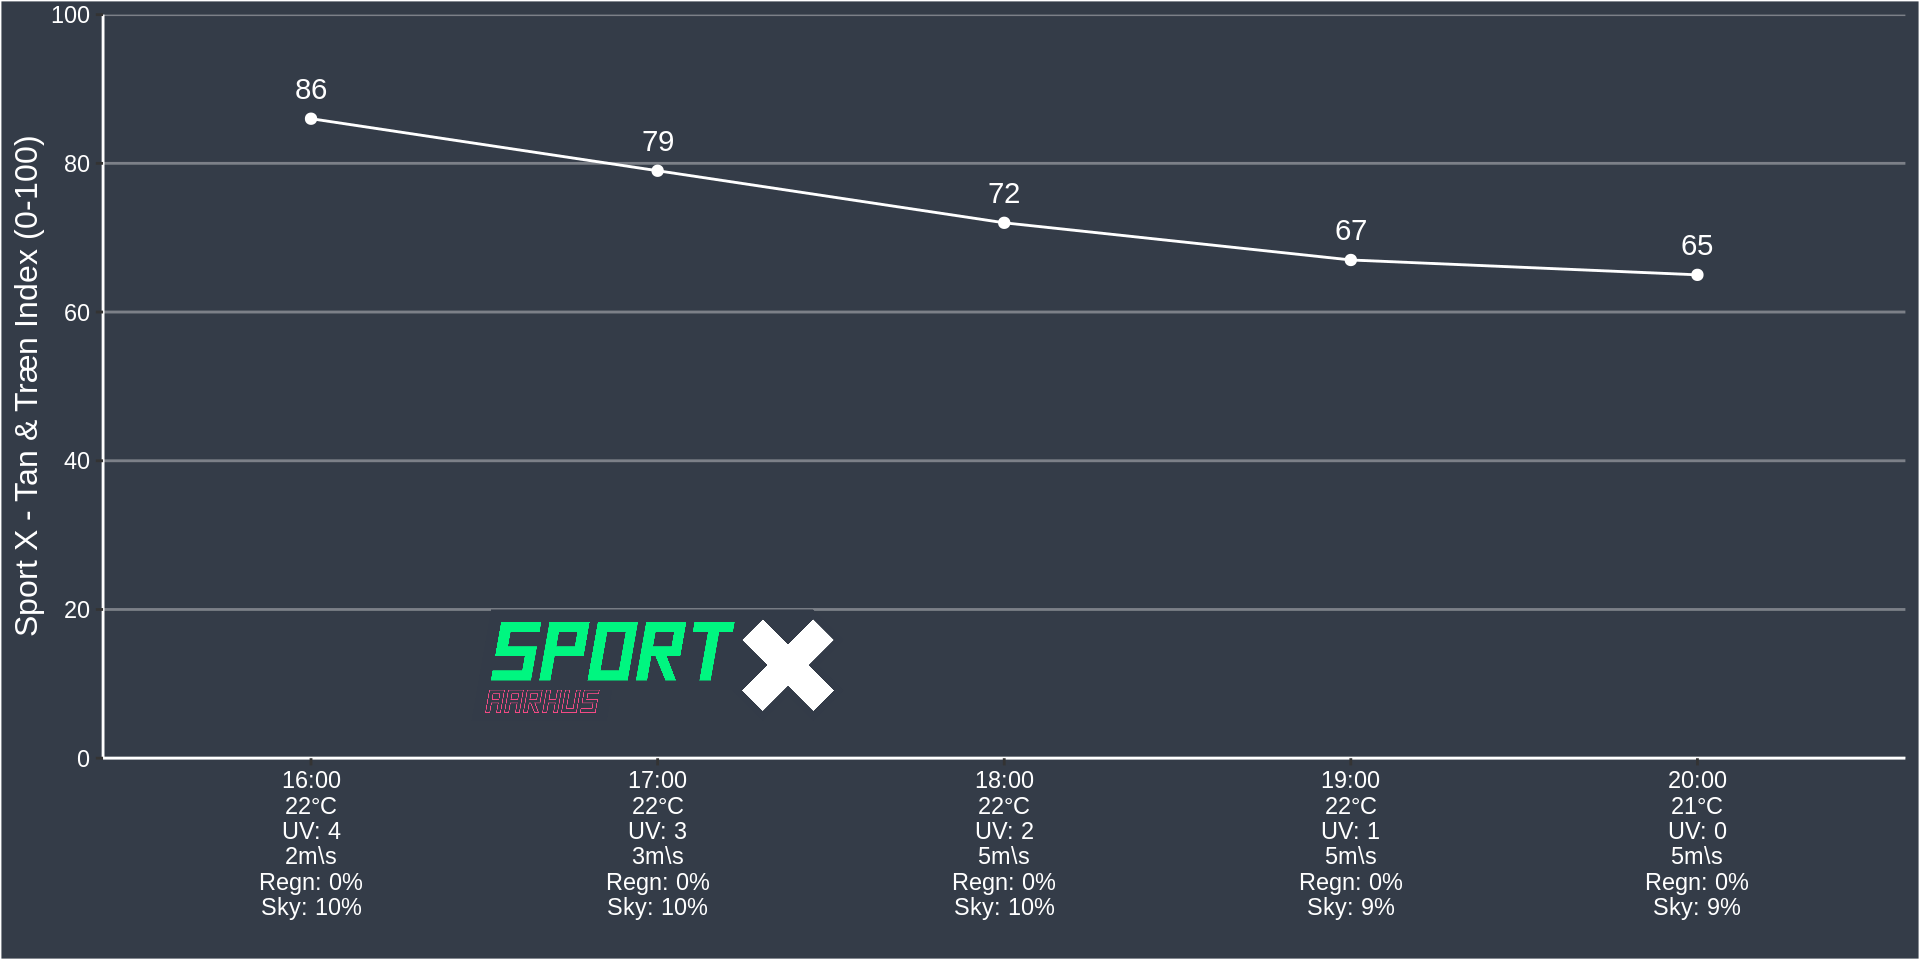 Sport X - Tan & Træn Index (0-100)
100
80
60
40
20
0
86
79
72
67
65
SPORT X
AARHUS
16:00
22°C
UV: 4
2m\s
Regn: 0%
Sky: 10%
17:00
22°C
UV: 3
3m\s
Regn: 0%
Sky: 10%
18:00
22°C
UV: 2
5m\s
Regn: 0%
Sky: 10%
19:00
22°C
UV: 1
5m\s
Regn: 0%
Sky: 9%
20:00
21°C
UV: 0
5m\s
Regn: 0%
Sky: 9%